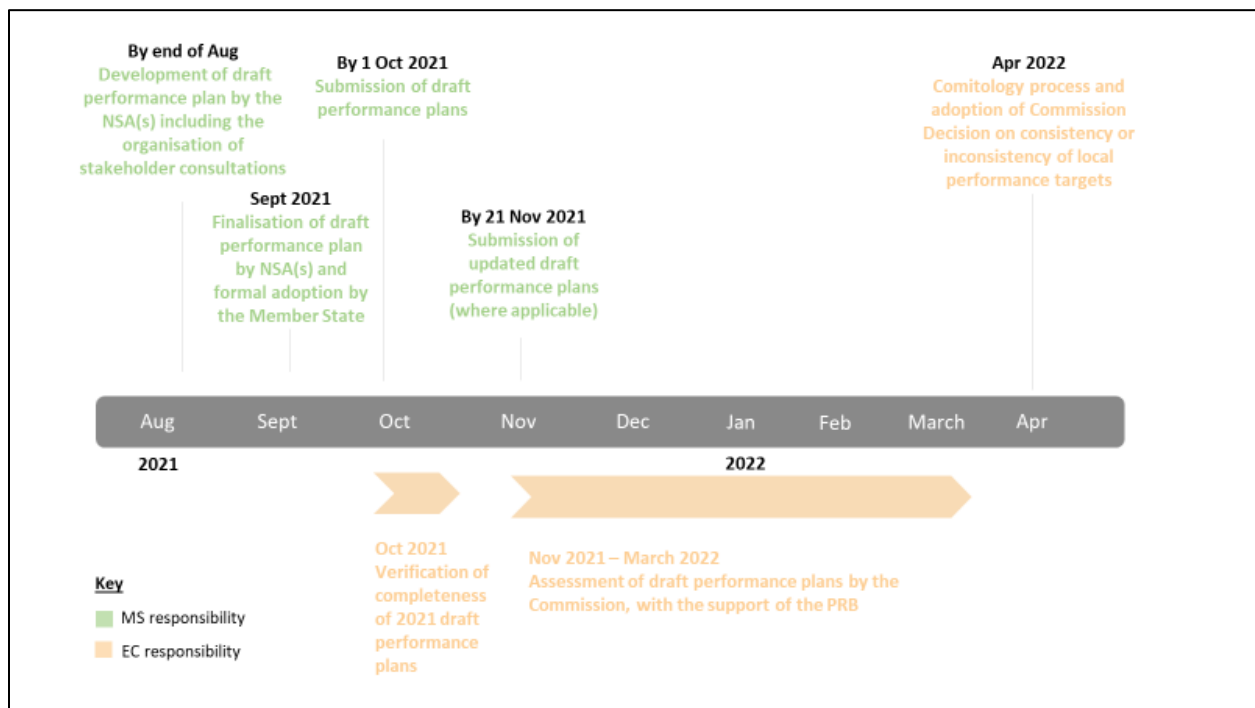 By end of Aug
Development of draft
performance plan by the
NSA(s) including the
organisation of
stakeholder consultations
Sept 2021
Finalisation of draft
performance plan
by NSA(s) and
formal adoption by
the Member State
By 1 Oct 2021
Submission of draft
performance plans
By 21 Nov 2021
Submission of
updated draft
performance plans
(where applicable)
Apr 2022
Comitology process and
adoption of Commission
Decision on consistency or
inconsistency of local
performance targets
Aug Sept Oct Nov Dec Jan Feb March Apr
2021 2022
Oct 2021
Verification of
completeness
of 2021 draft
performance
plans
Nov 2021 – March 2022
Assessment of draft performance plans by the
Commission, with the support of the PRB
Key
MS responsibility
EC responsibility